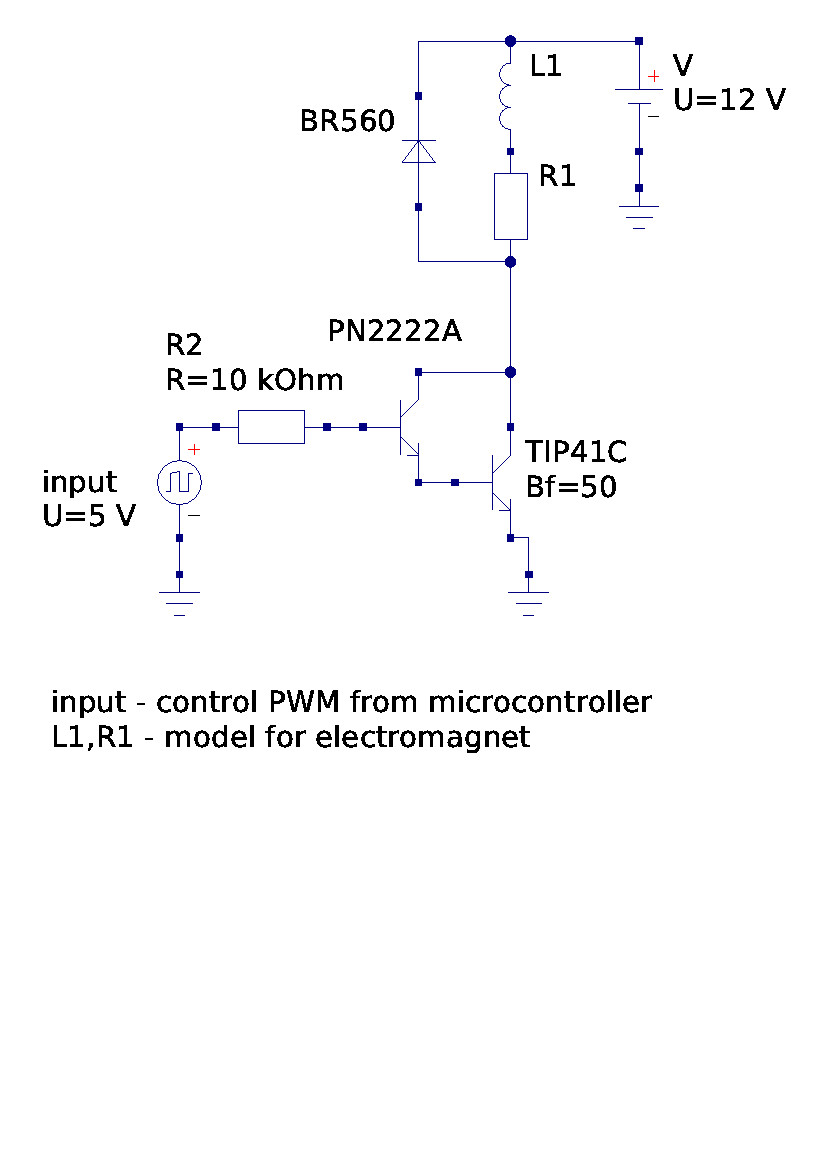 L1
V
U=12 V
BR560
R1
PN2222A
R2
R=10 kOhm
TIP41C
Bf=50
input
U=5 V
input - control PWM from microcontroller
L1,R1 - model for electromagnet